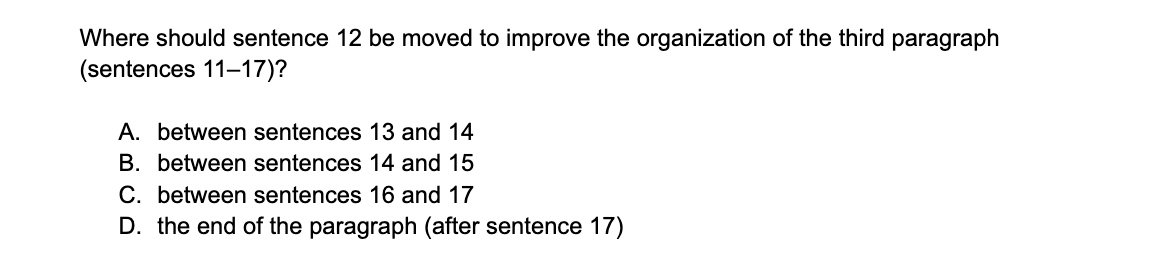 Where should sentence 12 be moved to improve the organization of the third paragraph
(sentences 11–17)?
A. between sentences 13 and 14
B. between sentences 14 and 15
C. between sentences 16 and 17
D. the end of the paragraph (after sentence 17)